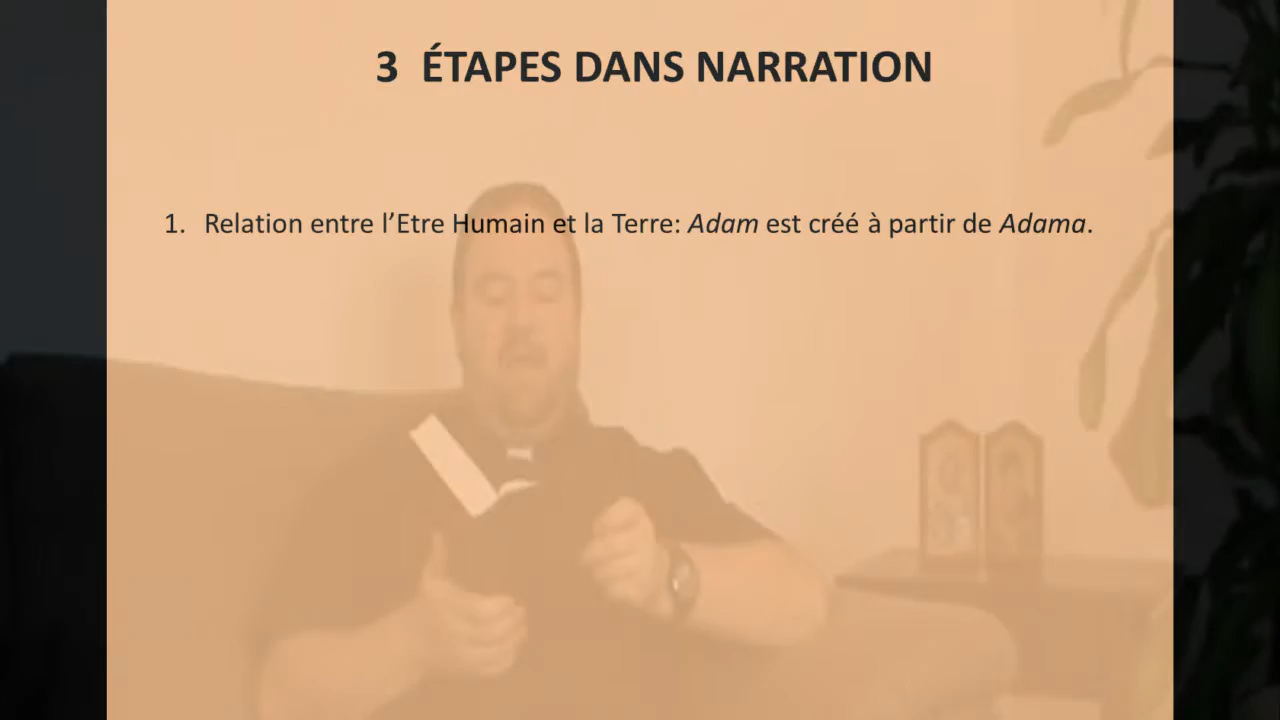 3 ÉTAPES DANS NARRATION
1. Relation entre l’Etre Humain et la Terre: Adam est créé à partir de Adama.